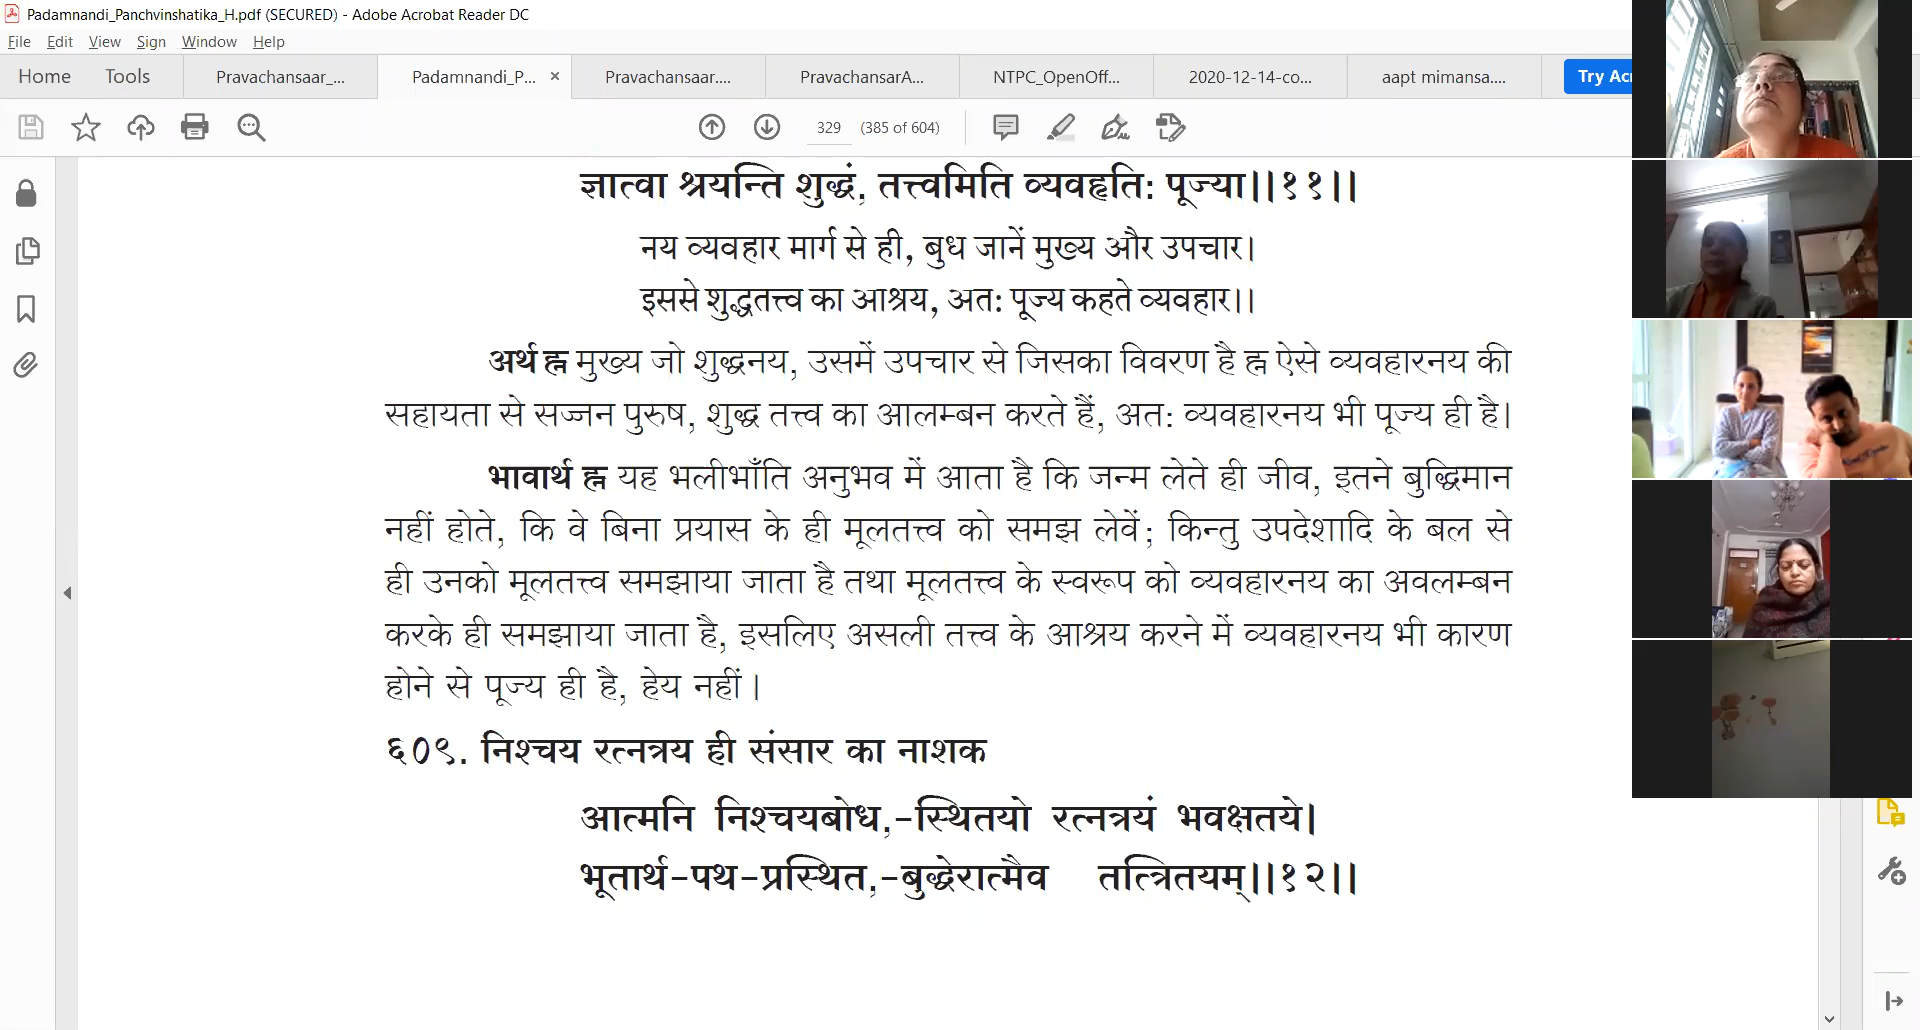 Padamnandi_Panchvinshatika_H.pdf (SECURED) - Adobe Acrobat Reader DC
File Edit View Sign Window Help
Home Tools Pravachansaar_... Padamnandi_P... × Pravachansaar.... PravachansarA... NTPC_OpenOff... 2020-12-14-co... aapt mimansa.... Try Acr
329 (385 of 604)
ज्ञात्वा श्रयन्ति शुद्धं, तत्त्वमिति व्यवहृति: पूज्या।।११।।
नय व्यवहार मार्ग से ही, बुध जानें मुख्य और उपचार।
इससे शुद्धतत्त्व का आश्रय, अत: पूज्य कहते व्यवहार।।
अर्थ ह्न मुख्य जो शुद्धनय, उसमें उपचार से जिसका विवरण है ह्न ऐसे व्यवहारनय की
सहायता से सज्जन पुरुष, शुद्ध तत्त्व का आलम्बन करते हैं, अत: व्यवहारनय भी पूज्य ही है।
भावार्थ ह्न यह भलीभाँति अनुभव में आता है कि जन्म लेते ही जीव, इतने बुद्धिमान
नहीं होते, कि वे बिना प्रयास के ही मूलतत्त्व को समझ लेवें; किन्तु उपदेशादि के बल से
ही उनको मूलतत्त्व समझाया जाता है तथा मूलतत्त्व के स्वरूप को व्यवहारनय का अवलम्बन
करके ही समझाया जाता है, इसलिए असली तत्त्व के आश्रय करने में व्यवहारनय भी कारण
होने से पूज्य ही है, हेय नहीं।
६०९. निश्चय रत्नत्रय ही संसार का नाशक
आत्मनि निश्चयबोध,-स्थितयो रत्नत्रयं भवक्षतये।
भूतार्थ-पथ-प्रस्थित,-बुद्धेरात्मैव तत्त्रितयम्।।१२।।